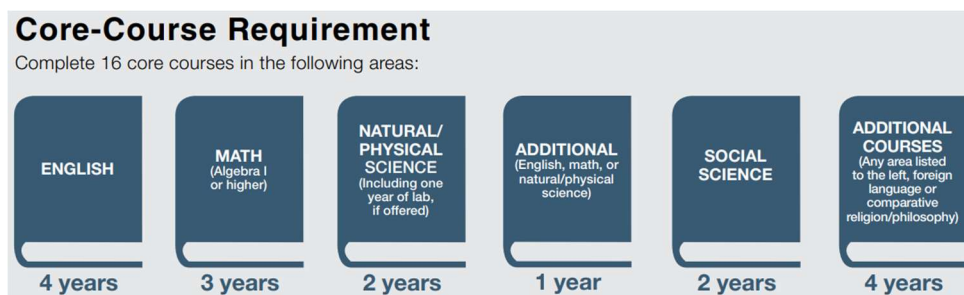 Core-Course Requirement
Complete 16 core courses in the following areas:
ENGLISH
4 years
MATH
(Algebra I
or higher)
3 years
NATURAL/
PHYSICAL
SCIENCE
(Including one
year of lab,
if offered)
2 years
ADDITIONAL
(English, math, or
natural/physical
science)
1 year
SOCIAL
SCIENCE
2 years
ADDITIONAL
COURSES
(Any area listed
to the left, foreign
language or
comparative
religion/philosophy)
4 years